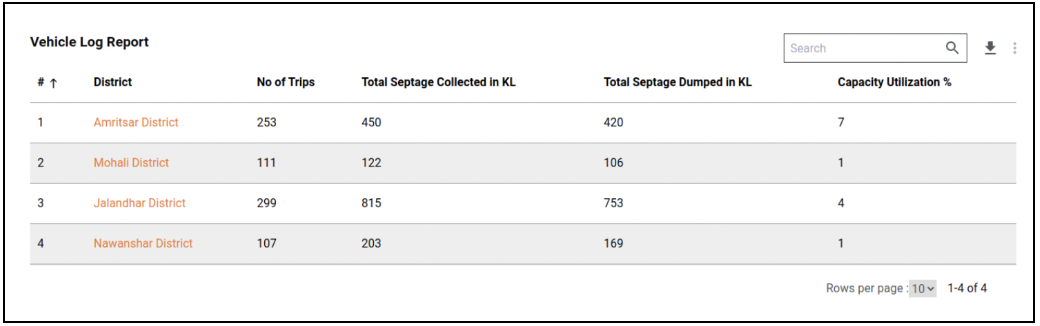 Vehicle Log Report
Search
# ↑ District No of Trips Total Septage Collected in KL Total Septage Dumped in KL Capacity Utilization %
1 Amritsar District 253 450 420 7
2 Mohali District 111 122 106 1
3 Jalandhar District 299 815 753 4
4 Nawanshar District 107 203 169 1
Rows per page : 10 1-4 of 4